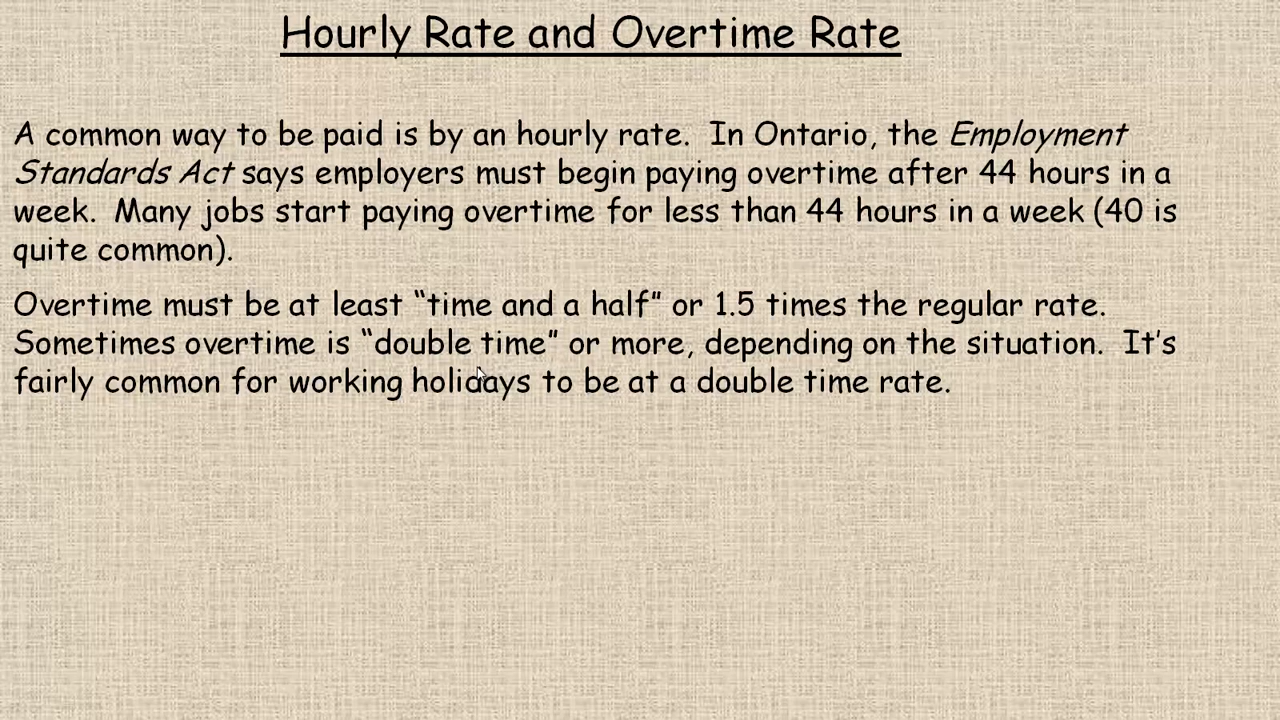 Hourly Rate and Overtime Rate
A common way to be paid is by an hourly rate.  In Ontario, the Employment
Standards Act says employers must begin paying overtime after 44 hours in a
week.  Many jobs start paying overtime for less than 44 hours in a week (40 is
quite common).
Overtime must be at least “time and a half” or 1.5 times the regular rate.
Sometimes overtime is “double time” or more, depending on the situation.  It’s
fairly common for working holidays to be at a double time rate.